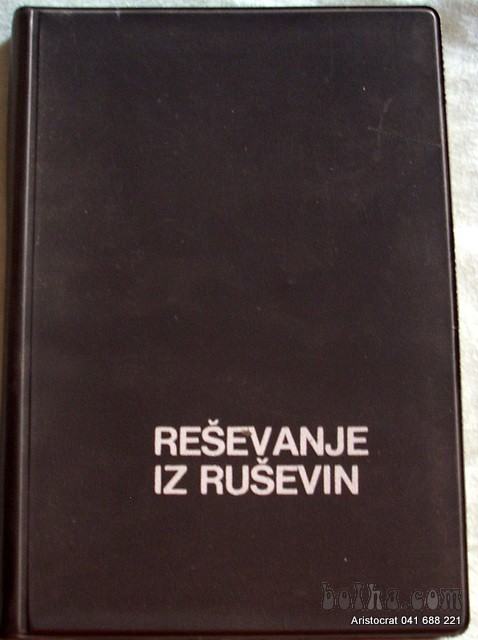 REŠEVANJE
IZ RUŠEVIN
bolha.com
Aristocrat 041 688 221